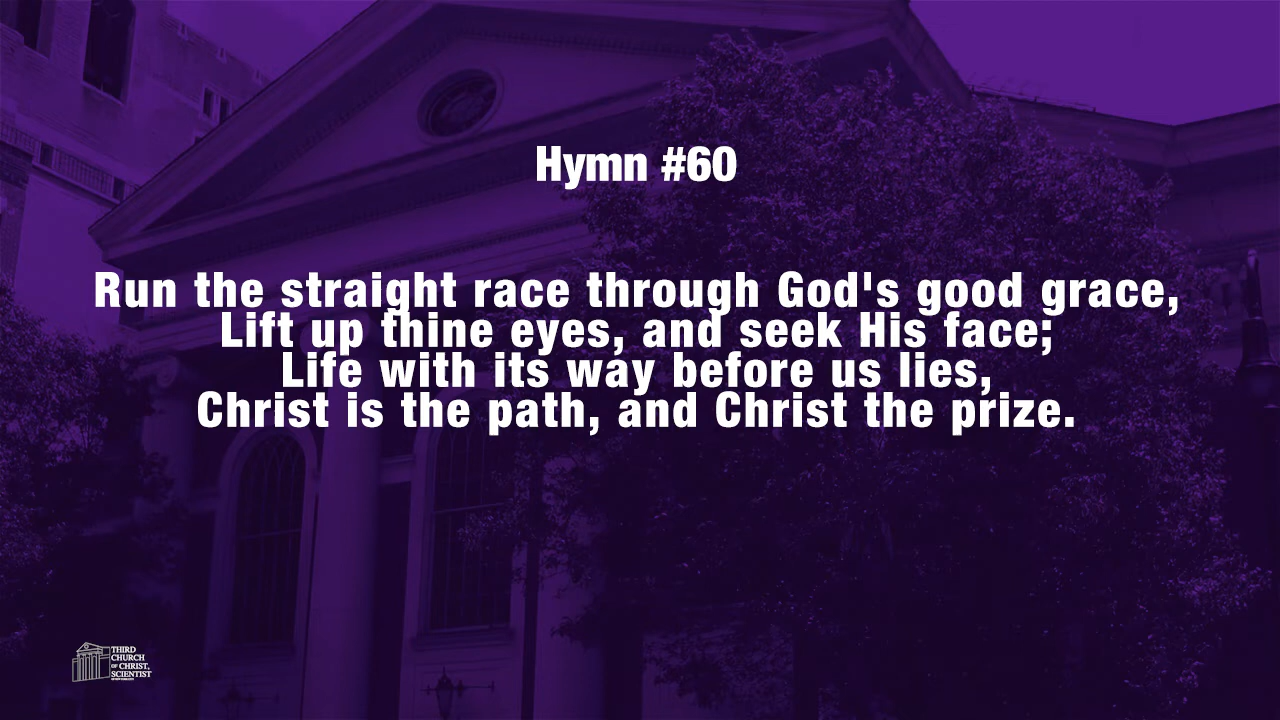 Hymn #60
Run the straight race through God's good grace,
Lift up thine eyes, and seek His face;
Life with its way before us lies,
Christ is the path, and Christ the prize.
THIRD
CHURCH
OF CHRIST,
SCIENTIST